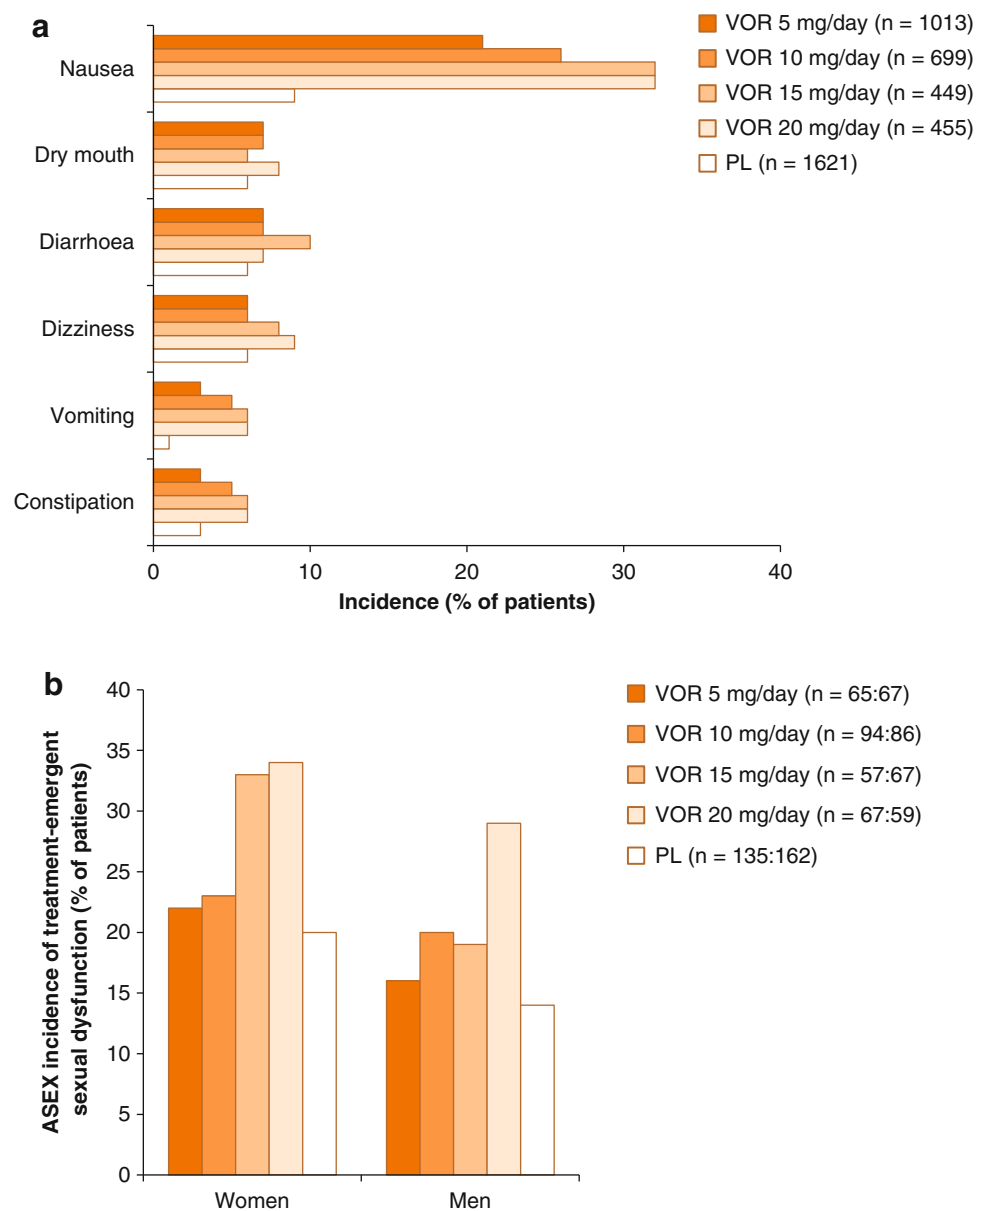 a
VOR 5 mg/day (n = 1013)
VOR 10 mg/day (n = 699)
VOR 15 mg/day (n = 449)
VOR 20 mg/day (n = 455)
PL (n = 1621)
Nausea
Dry mouth
Diarrhoea
Dizziness
Vomiting
Constipation
0 10 20 30 40
Incidence (% of patients)
b
VOR 5 mg/day (n = 65:67)
VOR 10 mg/day (n = 94:86)
VOR 15 mg/day (n = 57:67)
VOR 20 mg/day (n = 67:59)
PL (n = 135:162)
ASEX incidence of treatment-emergent
sexual dysfunction (% of patients)
40
35
30
25
20
15
10
5
0
Women Men